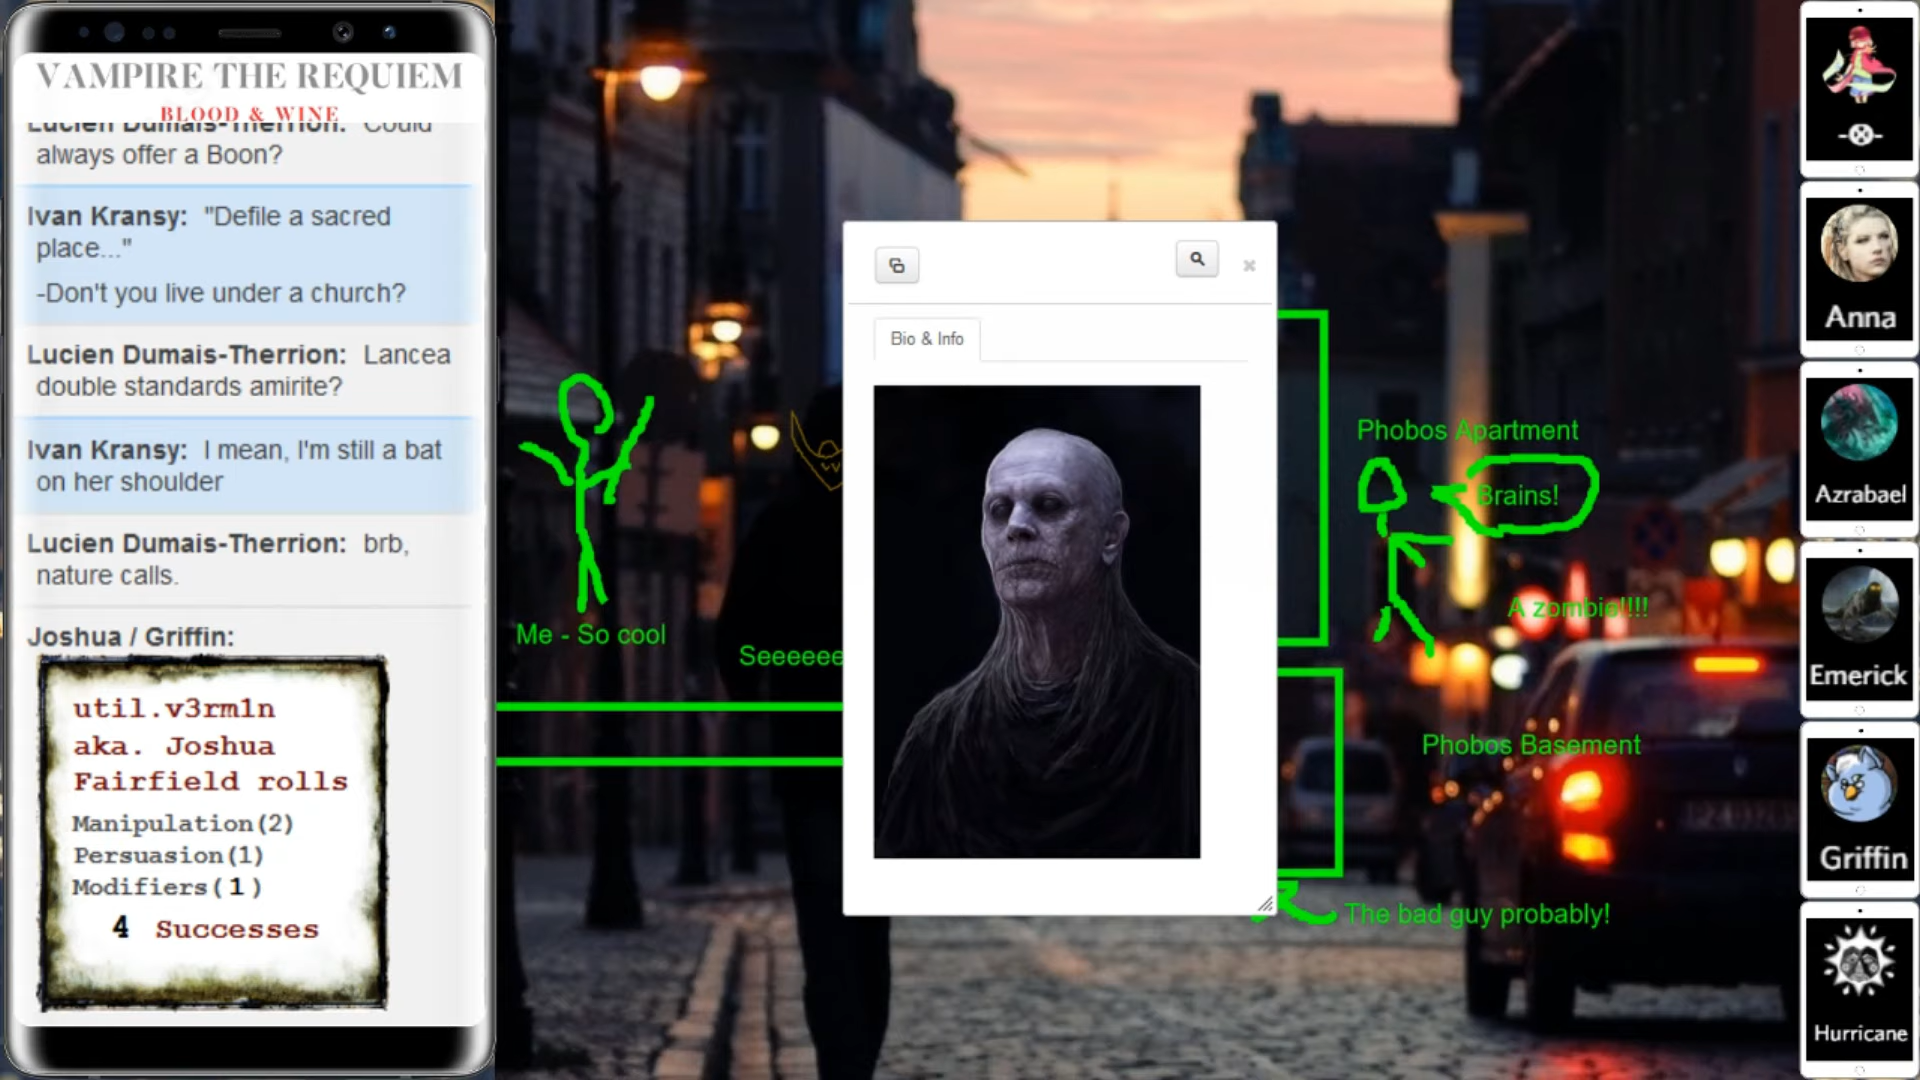 VAMPIRE THE REQUIEM
BLOOD & WINE
Lucien Dumais-Therrion: Could
always offer a Boon?
Ivan Kransy: "Defile a sacred
place..."
-Don't you live under a church?
Lucien Dumais-Therrion: Lancea
double standards amirite?
Ivan Kransy: I mean, I'm still a bat
on her shoulder
Lucien Dumais-Therrion: brb,
nature calls.
Joshua / Griffin:
util.v3rm1n
aka. Joshua
Fairfield rolls
Manipulation(2)
Persuasion(1)
Modifiers(1)
4 Successes
Me - So cool
Seeeeee
Bio & Info
Phobos Apartment
Brains!
A zombie!!!!
Phobos Basement
The bad guy probably!
Anna
Azrabael
Emerick
Griffin
Hurricane